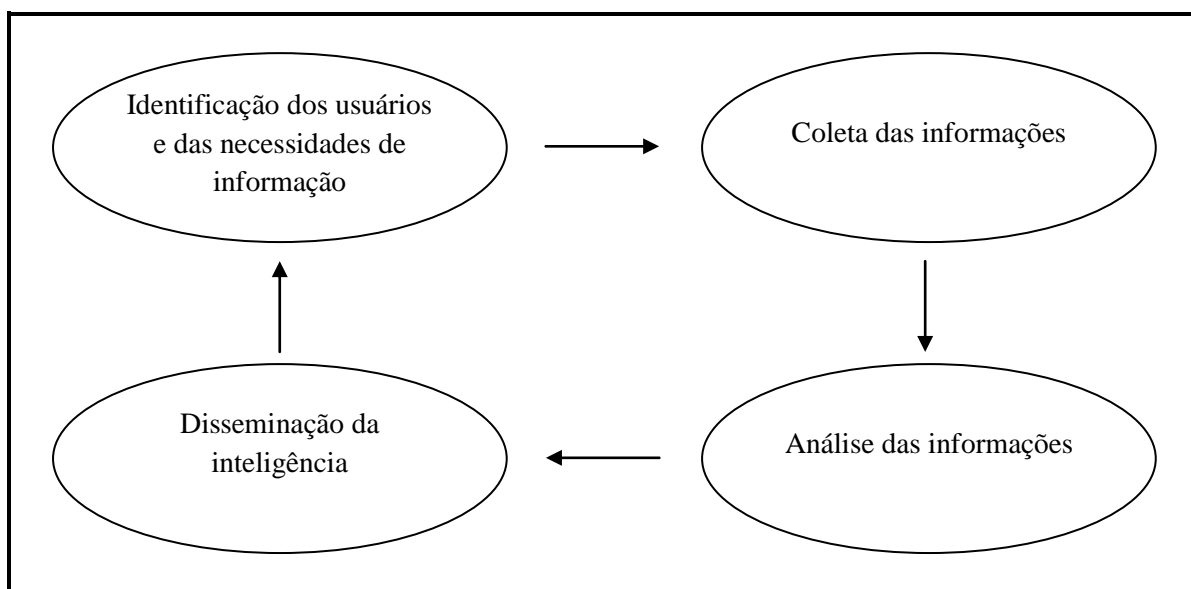 Identificação dos usuários
e das necessidades de
informação
Coleta das informações
Disseminação da
inteligência
Análise das informações